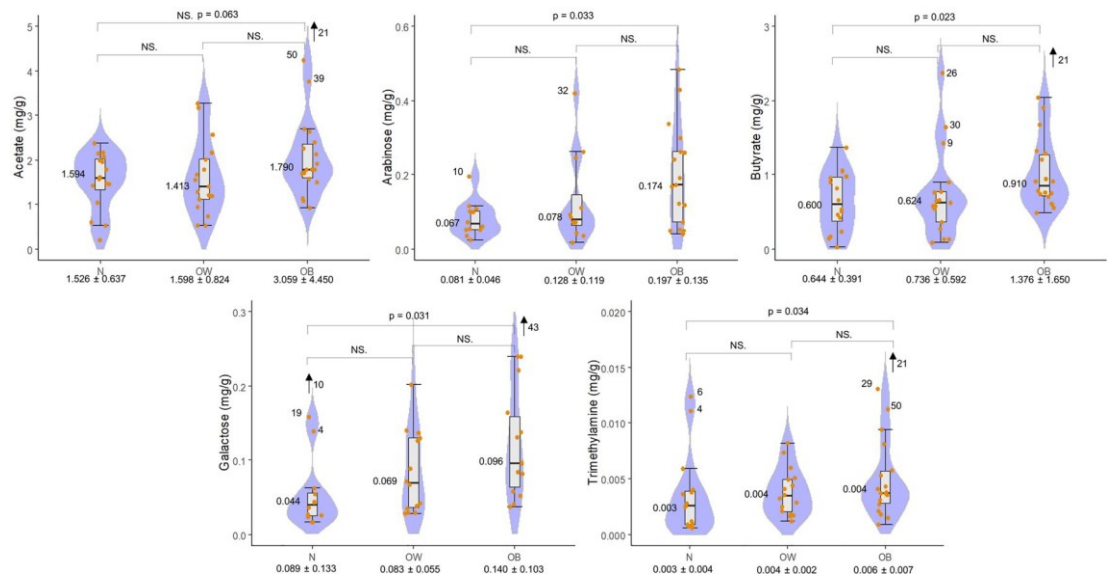 NS. p = 0.063
21
NS.
NS.
50
39
Acetate (mg/g)
5
4
3
2
1
0
1.594
1.413
1.790
N
OW
OB
1.526 ± 0.637
1.598 ± 0.824
3.059 ± 4.450
p = 0.033
NS.
NS.
32
10
Arabinose (mg/g)
0.6
0.4
0.2
0.0
0.067
0.078
0.174
N
OW
OB
0.081 ± 0.046
0.128 ± 0.119
0.197 ± 0.135
p = 0.023
NS.
NS.
26
21
30
9
Butyrate (mg/g)
3
2
1
0
0.600
0.624
0.910
N
OW
OB
0.644 ± 0.391
0.736 ± 0.592
1.376 ± 1.650
p = 0.031
43
NS.
NS.
10
19
4
Galactose (mg/g)
0.3
0.2
0.1
0.0
0.044
0.069
0.096
N
OW
OB
0.089 ± 0.133
0.083 ± 0.055
0.140 ± 0.103
p = 0.034
NS.
NS.
21
6
4
29
50
Trimethylamine (mg/g)
0.020
0.015
0.010
0.005
0.000
0.003
0.004
0.004
N
OW
OB
0.003 ± 0.004
0.004 ± 0.002
0.006 ± 0.007